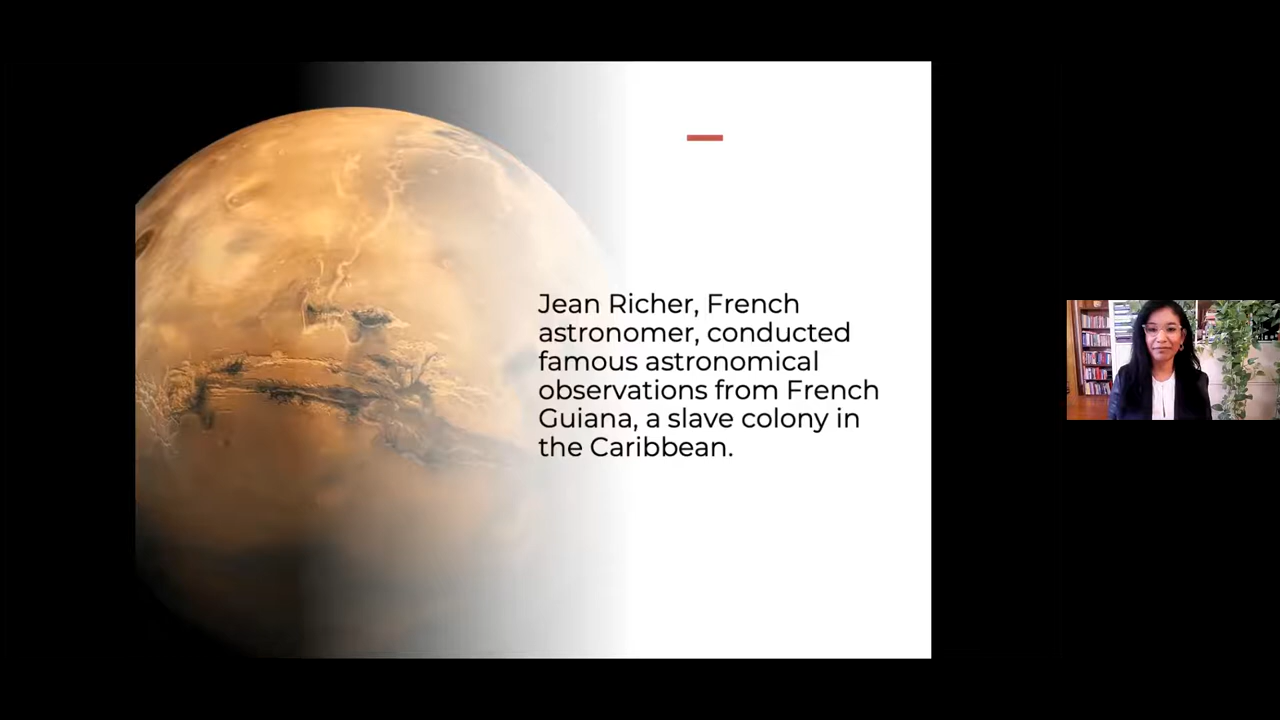 Jean Richer, French
astronomer, conducted
famous astronomical
observations from French
Guiana, a slave colony in
the Caribbean.